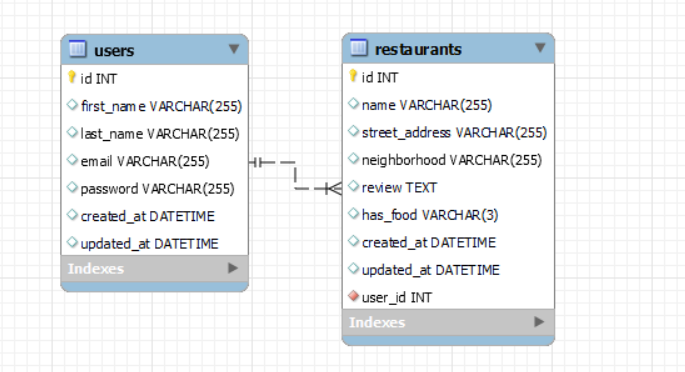 users
id INT
first_name VARCHAR(255)
last_name VARCHAR(255)
email VARCHAR(255)
password VARCHAR(255)
created_at DATETIME
updated_at DATETIME
Indexes
restaurants
id INT
name VARCHAR(255)
street_address VARCHAR(255)
neighborhood VARCHAR(255)
review TEXT
has_food VARCHAR(3)
created_at DATETIME
updated_at DATETIME
user_id INT
Indexes